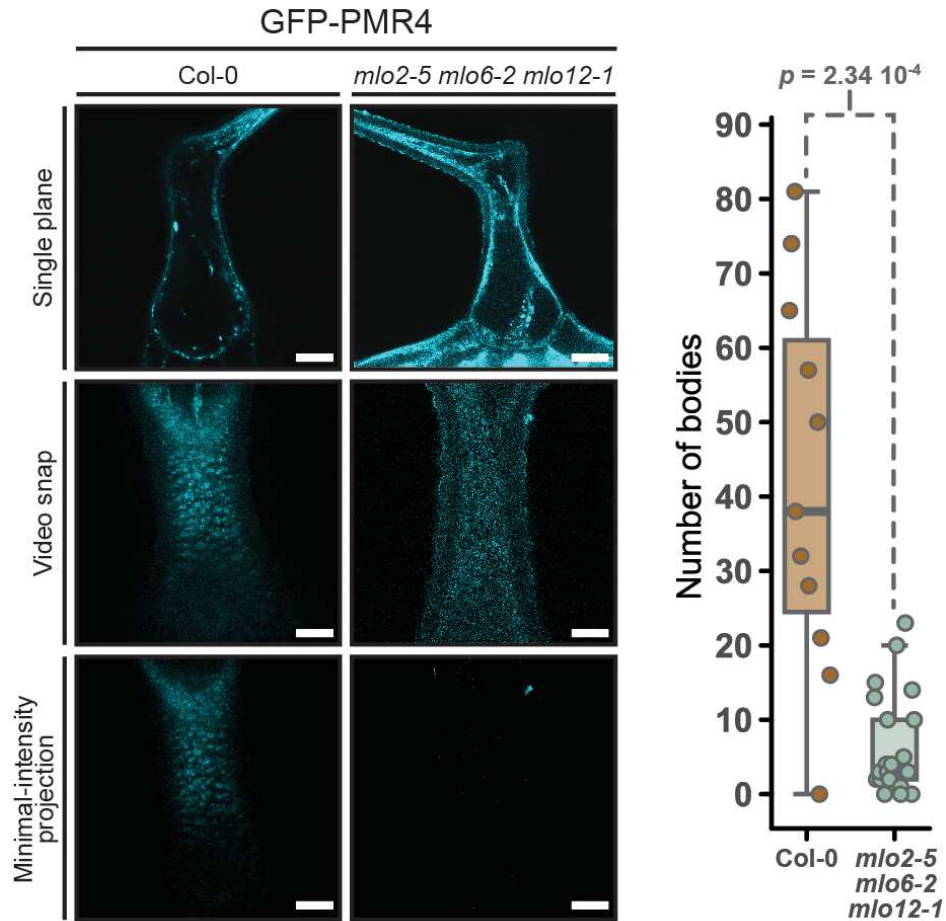 GFP-PMR4
Col-0
mlo2-5 mlo6-2 mlo12-1
Single plane
Video snap
Minimal-intensity
projection
p = 2.34 10⁻⁴
Number of bodies
90
80
70
60
50
40
30
20
10
0
Col-0
mlo2-5
mlo6-2
mlo12-1